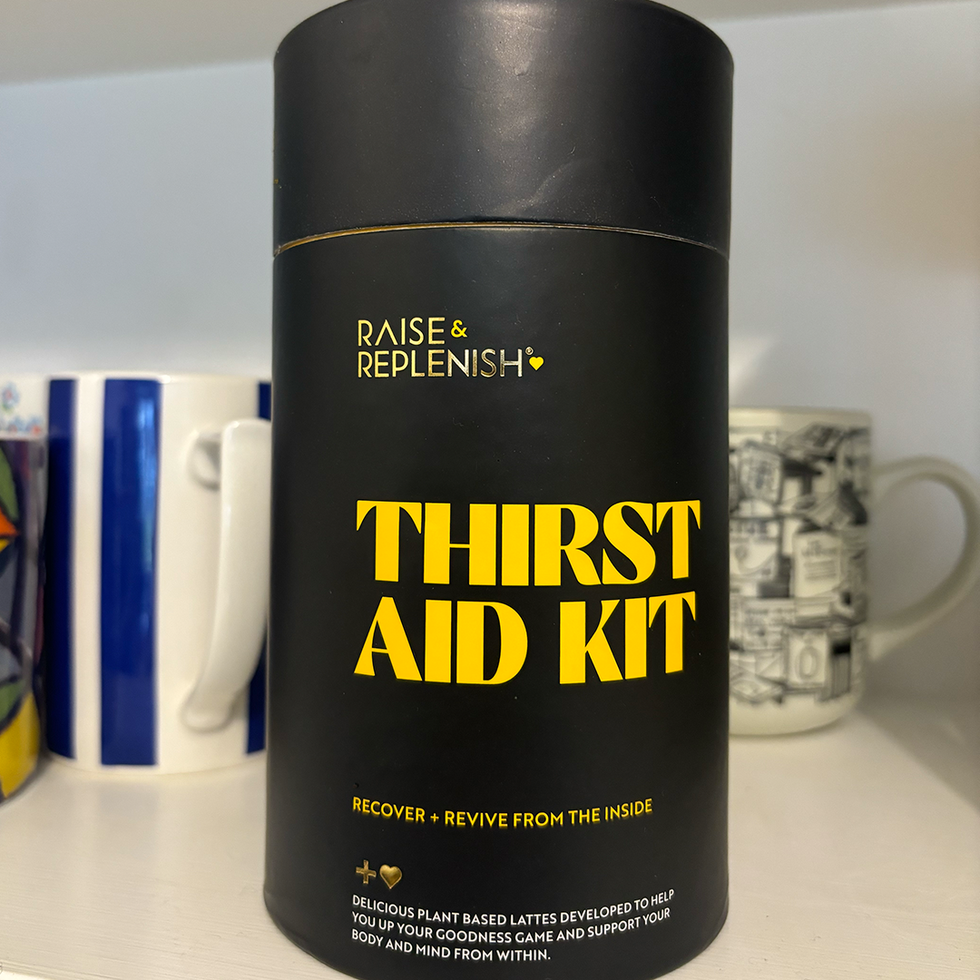 RAISE &
REPLENISH®
THIRST
AID KIT
RECOVER + REVIVE FROM THE INSIDE
DELICIOUS PLANT BASED LATTES DEVELOPED TO HELP
YOU UP YOUR GOODNESS GAME AND SUPPORT YOUR
BODY AND MIND FROM WITHIN.